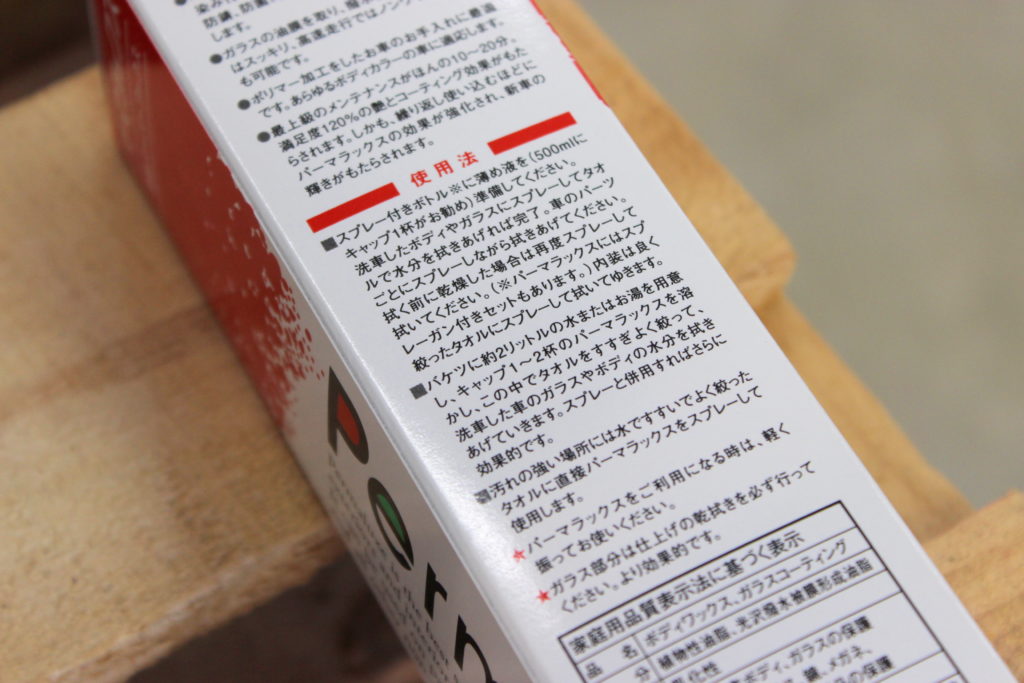 防錆、防蓄
します。
●ガラスの油膜を取り、撥水
はスッキリ、高速走行ではノンワ
も可能です。
●ポリマー加工をしたお車のお手入れに最適
です。あらゆるボディカラーの車に適応します。
●最上級のメンテナンスがほんの10〜20分。
満足度120%の艶とコーティング効果がもた
らされます。しかも、繰り返し使い込むほどに
パーマラックスの効果が強化され、新車の
輝きがもたらされます。
使用法
■スプレー付きボトル※に薄め液を(500mlに
キャップ1杯がお勧め)準備してください。
洗車したボディやガラスにスプレーしてタオ
ルで水分を拭きあげれば完了。車のパーツ
ごとにスプレーしながら拭きあげてください。
拭く前に乾燥した場合は再度スプレーして
拭いてください。(※パーマラックスにはスプ
レーガン付きセットもあります。)内装は良く
絞ったタオルにスプレーして拭いてゆきます。
■バケツに約2リットルの水またはお湯を用意
し、キャップ1〜2杯のパーマラックスを溶
かし、この中でタオルをすすぎよく絞って、
洗車した車のガラスやボディの水分を拭き
あげていきます。スプレーと併用すればさらに
効果的です。
■汚れの強い場所には水ですすいでよく絞った
タオルに直接パーマラックスをスプレーして
使用します。
★パーマラックスをご利用になる時は、軽く
振ってお使いください。
★ガラス部分は仕上げの乾拭きを必ず行って
ください。より効果的です。
家庭用品質表示法に基づく表示
品 名 ボディワックス、ガラスコーティング
成 分 植物性油脂、光沢撥水被膜形成油脂
乳化性
ボディ、ガラスの保護
鏡、メガネ、
の保護
Perm